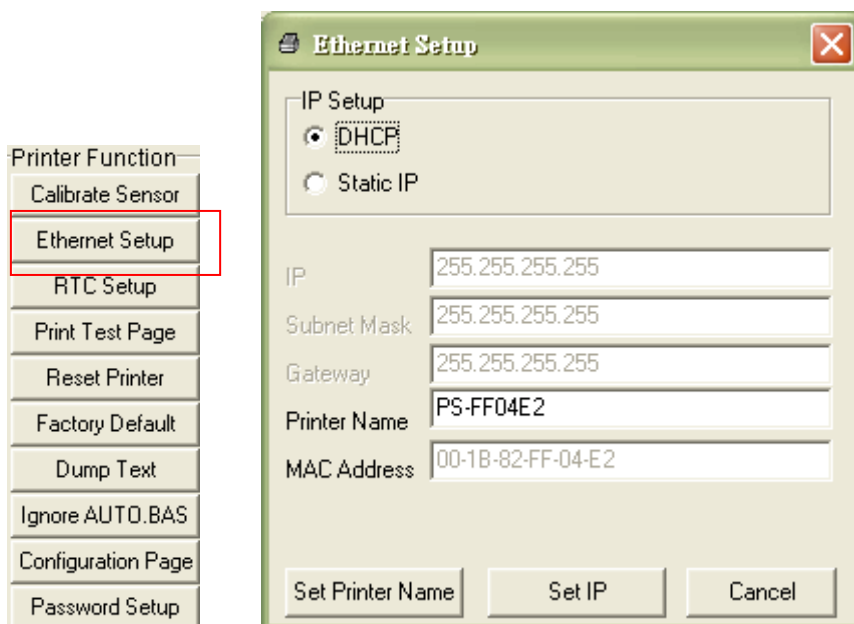 Printer Function
Calibrate Sensor
Ethernet Setup
RTC Setup
Print Test Page
Reset Printer
Factory Default
Dump Text
Ignore AUTO.BAS
Configuration Page
Password Setup
Ethernet Setup
IP Setup
DHCP
Static IP
IP 255.255.255.255
Subnet Mask 255.255.255.255
Gateway 255.255.255.255
Printer Name PS-FF04E2
MAC Address 00-1B-82-FF-04-E2
Set Printer Name Set IP Cancel